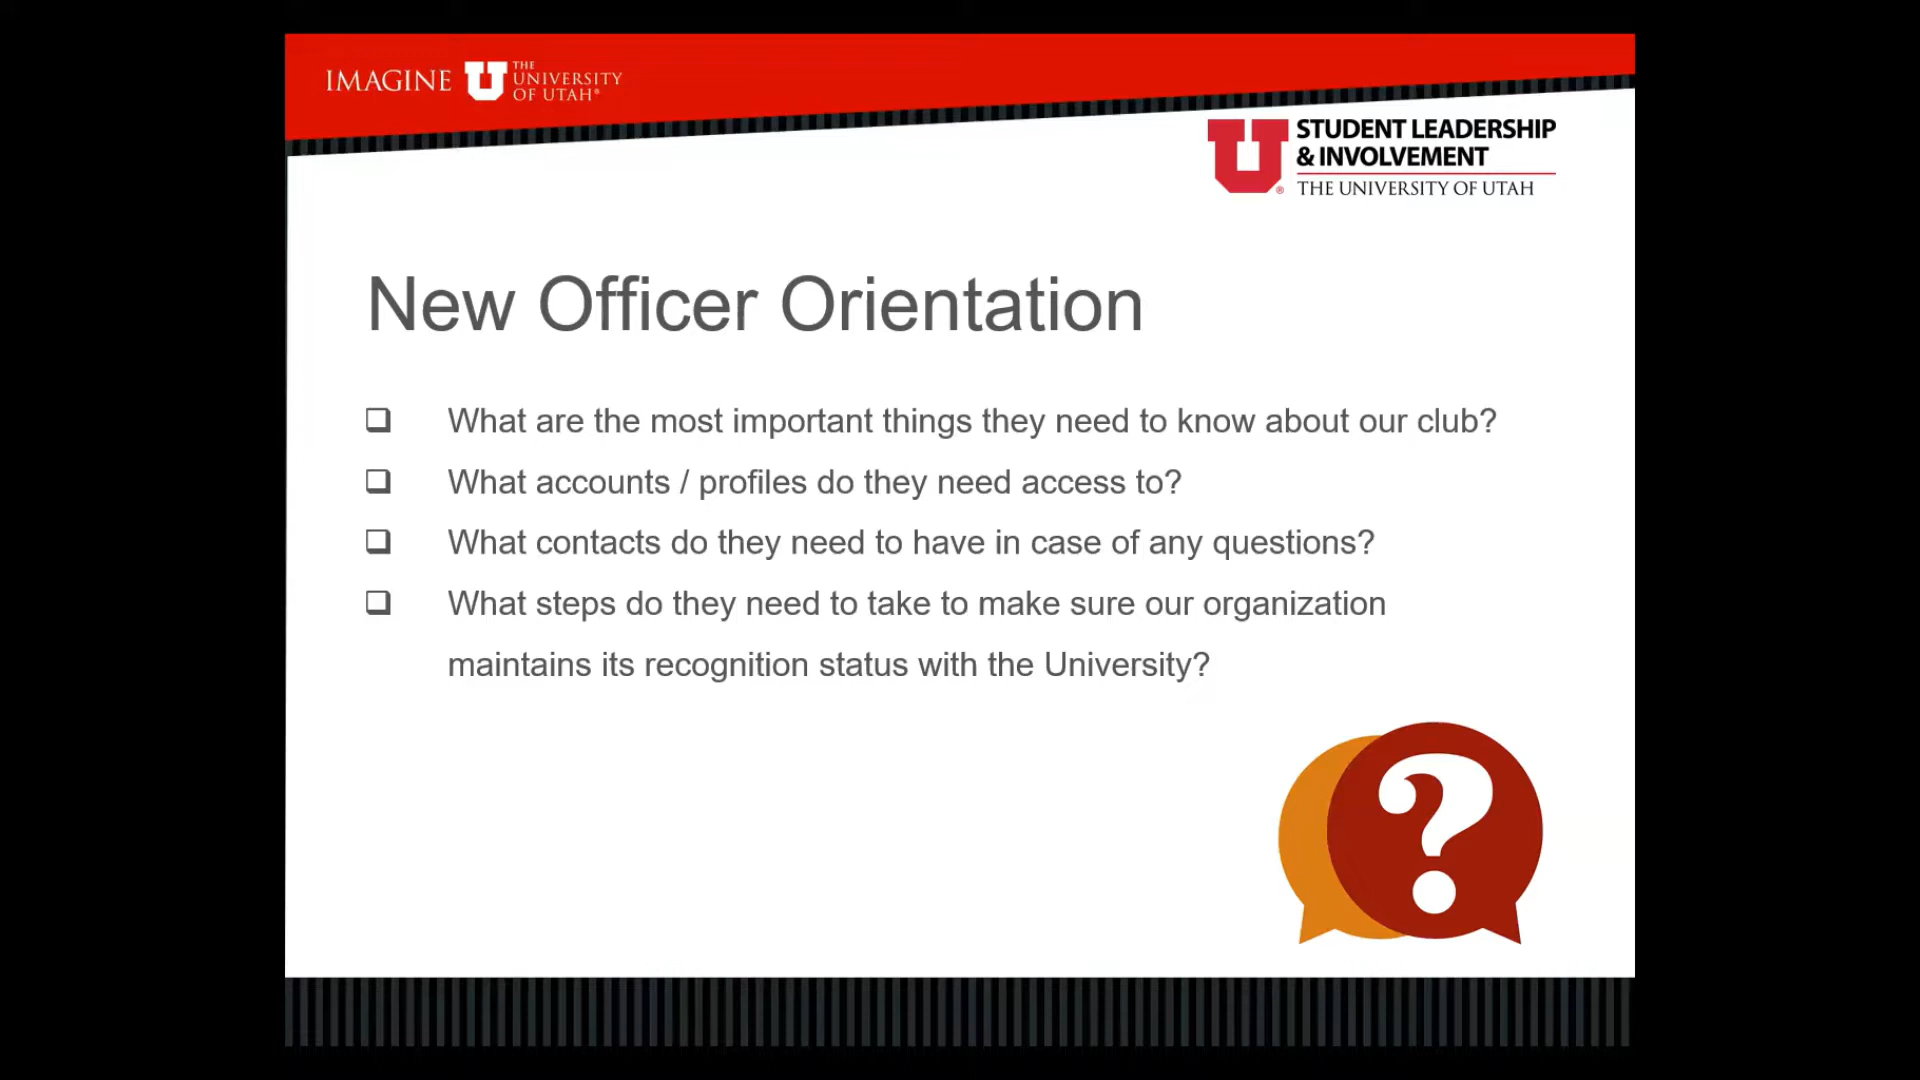 IMAGINE
THE
UNIVERSITY
OF UTAH®
STUDENT LEADERSHIP
& INVOLVEMENT
THE UNIVERSITY OF UTAH
New Officer Orientation
❑ What are the most important things they need to know about our club?
❑ What accounts / profiles do they need access to?
❑ What contacts do they need to have in case of any questions?
❑ What steps do they need to take to make sure our organization
maintains its recognition status with the University?
?